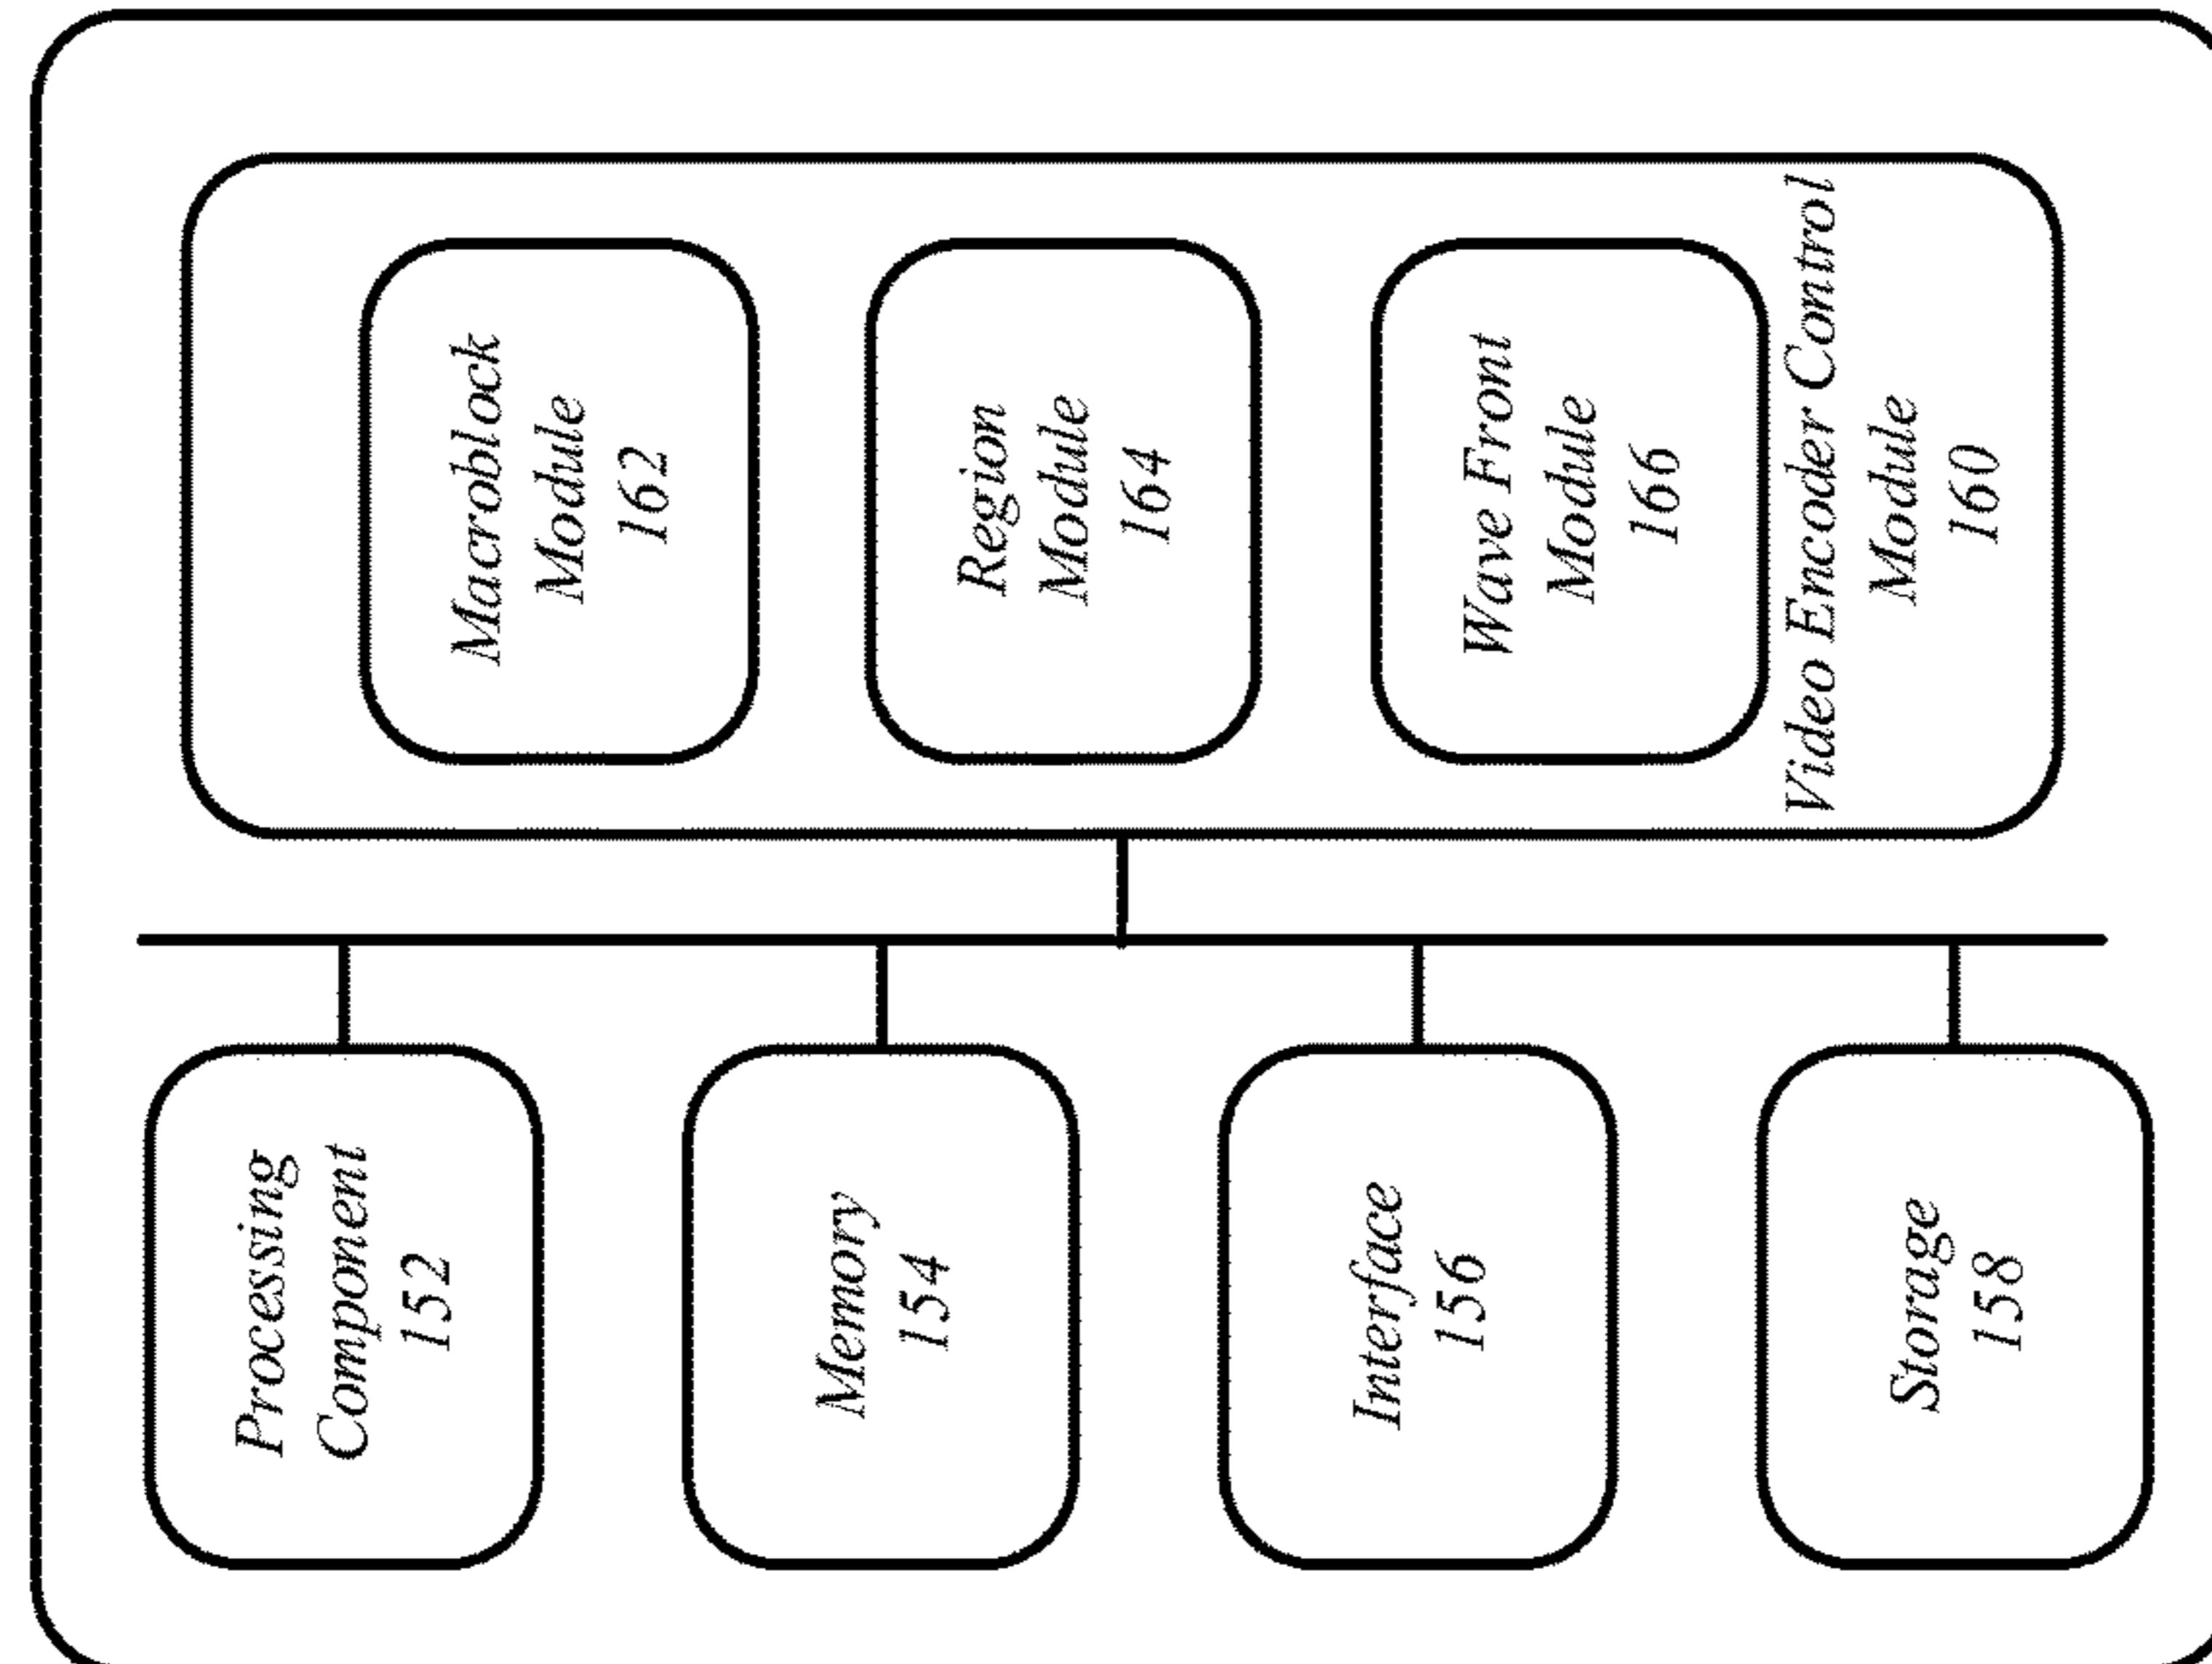 Processing
Component
152
Memory
154
Interface
156
Storage
158
Macroblock
Module
162
Region
Module
164
Wave Front
Module
166
Video Encoder Control
Module
160